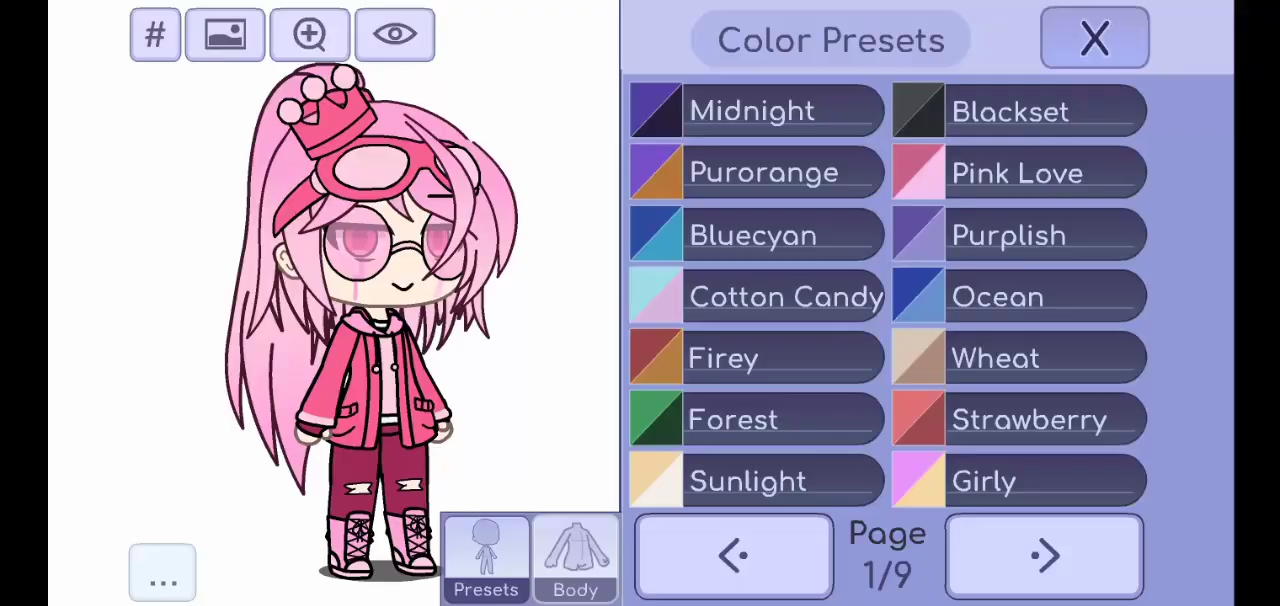 #
Color Presets
X
Midnight
Blackset
Purorange
Pink Love
Bluecyan
Purplish
Cotton Candy
Ocean
Firey
Wheat
Forest
Strawberry
Sunlight
Girly
...
Presets
Body
Page
1/9